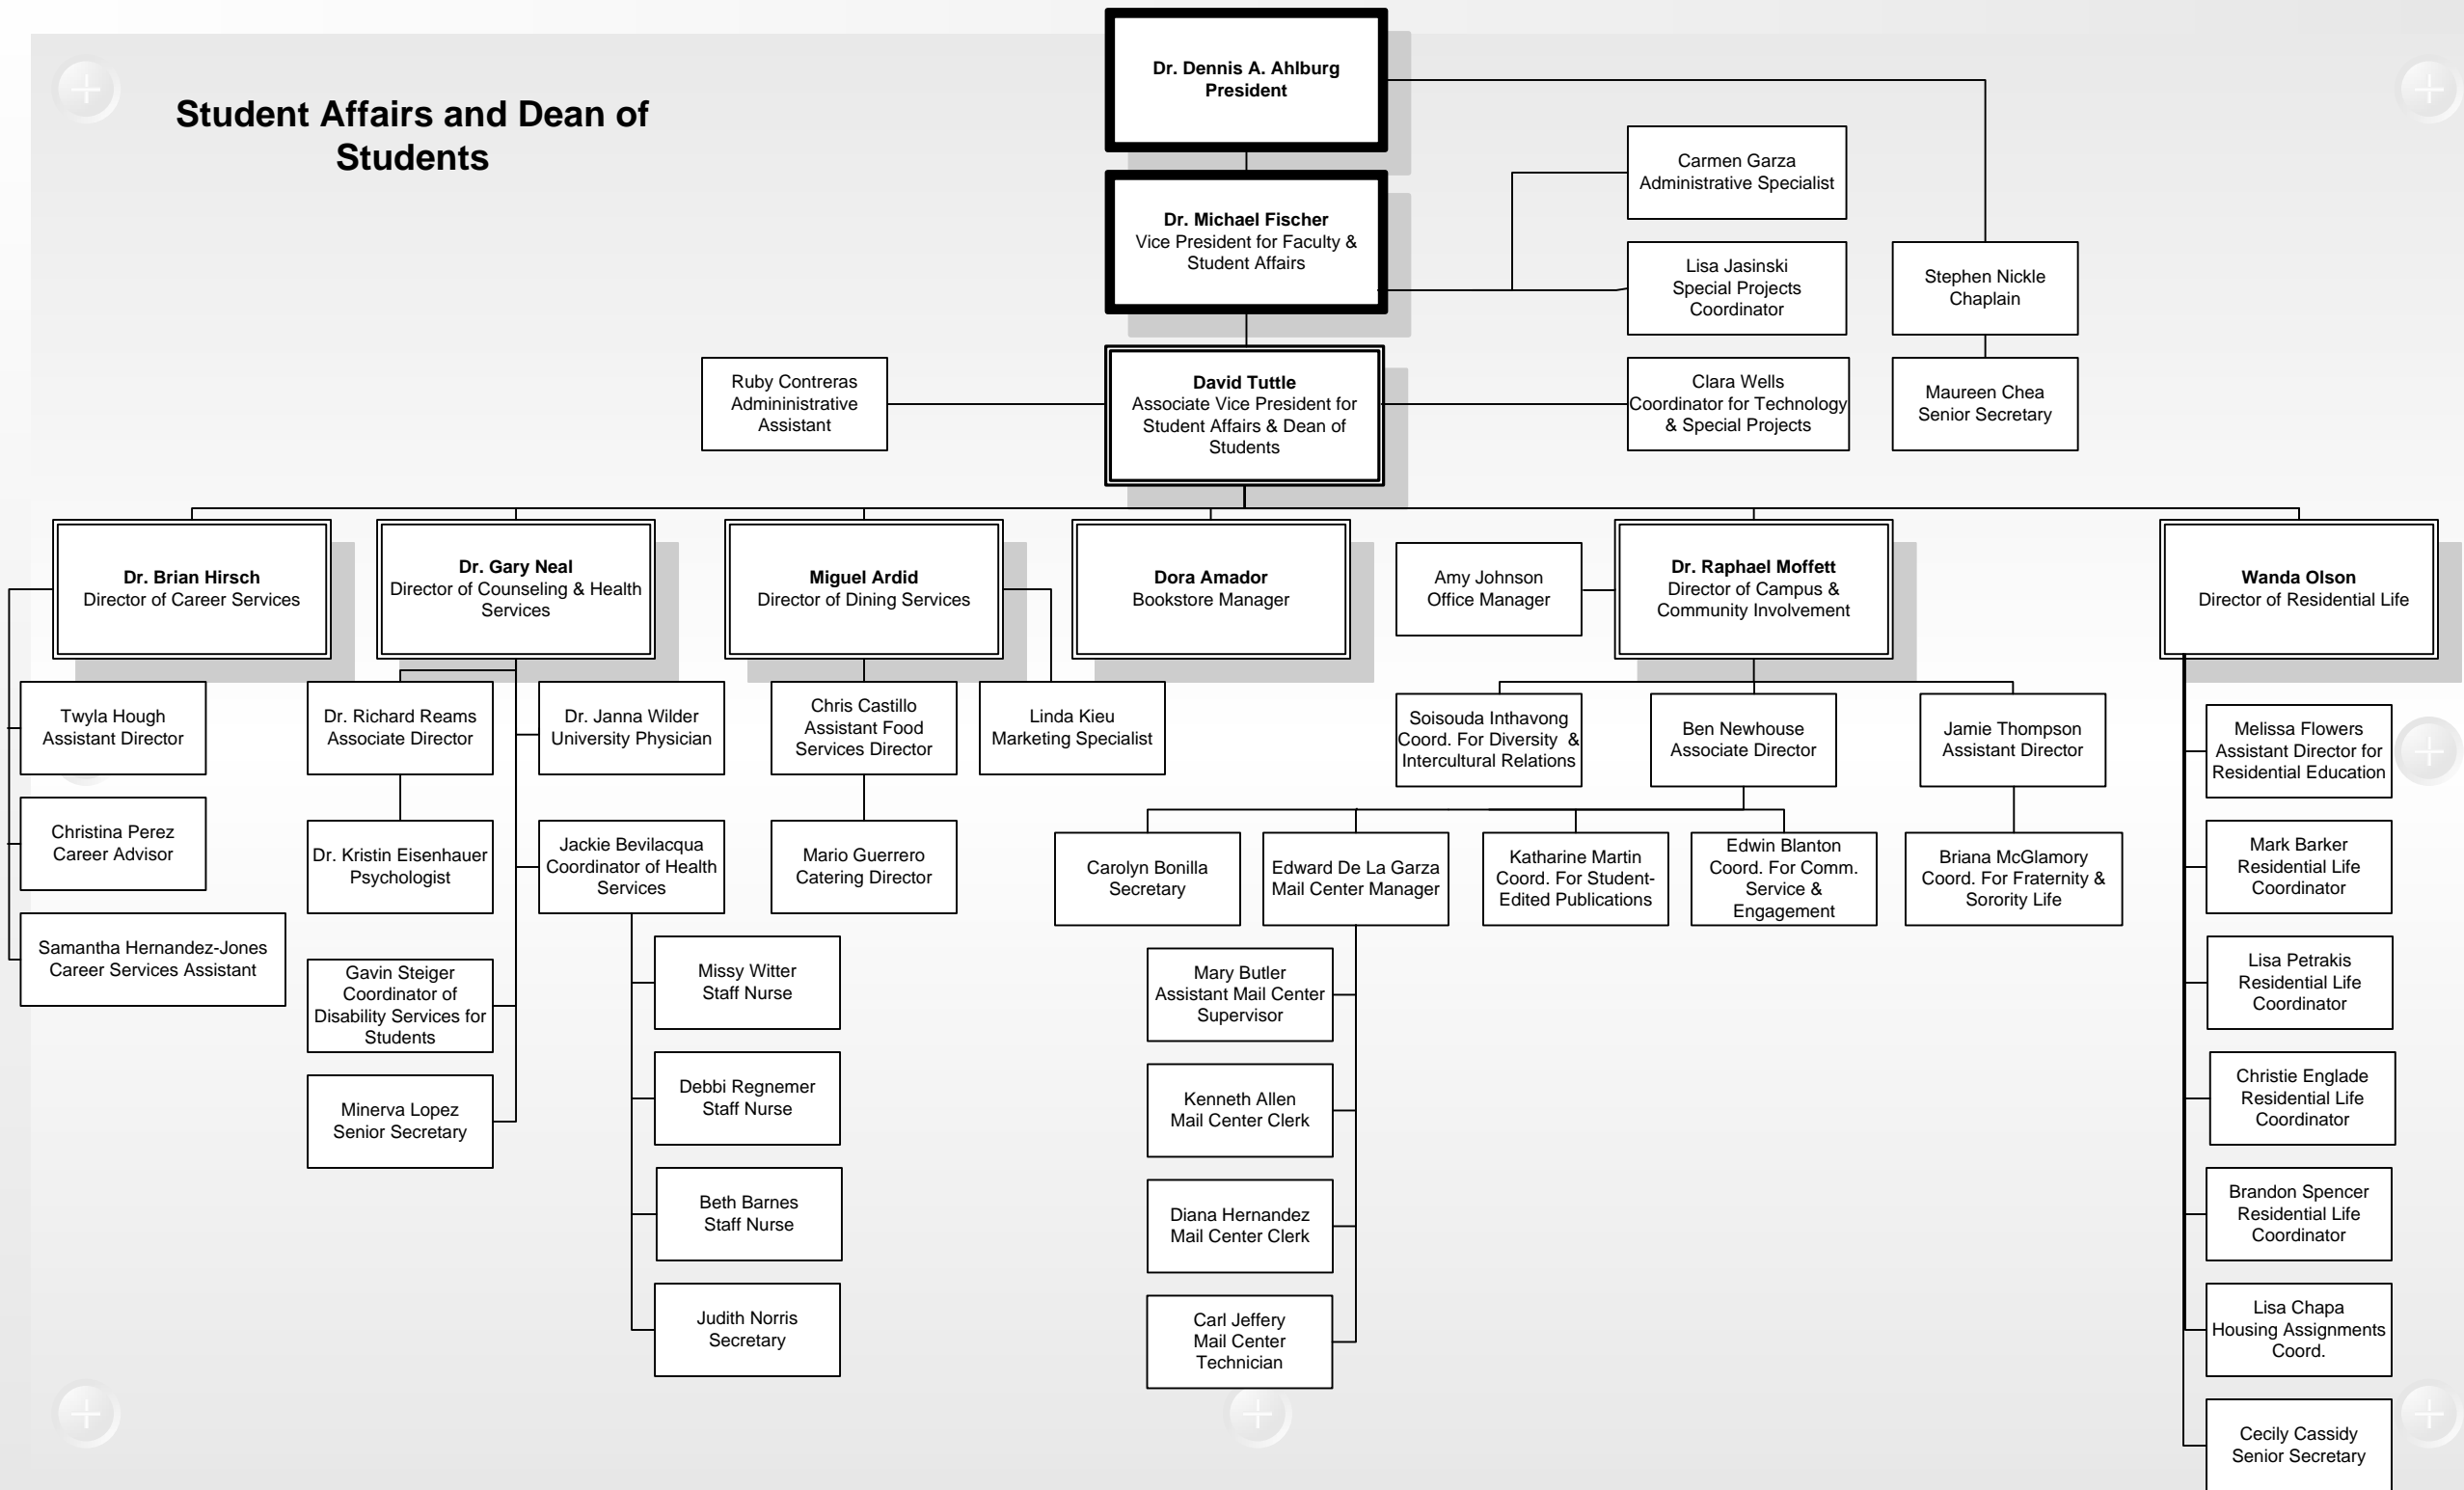 Student Affairs and Dean of
Students
Dr. Dennis A. Ahlburg
President
Dr. Michael Fischer
Vice President for Faculty &
Student Affairs
Carmen Garza
Administrative Specialist
Lisa Jasinski
Special Projects
Coordinator
Stephen Nickle
Chaplain
Ruby Contreras
Admininistrative
Assistant
David Tuttle
Associate Vice President for
Student Affairs & Dean of
Students
Clara Wells
Coordinator for Technology
& Special Projects
Maureen Chea
Senior Secretary
Dr. Brian Hirsch
Director of Career Services
Dr. Gary Neal
Director of Counseling & Health
Services
Miguel Ardid
Director of Dining Services
Dora Amador
Bookstore Manager
Amy Johnson
Office Manager
Dr. Raphael Moffett
Director of Campus &
Community Involvement
Wanda Olson
Director of Residential Life
Twyla Hough
Assistant Director
Christina Perez
Career Advisor
Samantha Hernandez-Jones
Career Services Assistant
Dr. Richard Reams
Associate Director
Dr. Kristin Eisenhauer
Psychologist
Gavin Steiger
Coordinator of
Disability Services for
Students
Minerva Lopez
Senior Secretary
Dr. Janna Wilder
University Physician
Jackie Bevilacqua
Coordinator of Health
Services
Missy Witter
Staff Nurse
Debbi Regnemer
Staff Nurse
Beth Barnes
Staff Nurse
Judith Norris
Secretary
Chris Castillo
Assistant Food
Services Director
Mario Guerrero
Catering Director
Linda Kieu
Marketing Specialist
Soisouda Inthavong
Coord. For Diversity &
Intercultural Relations
Ben Newhouse
Associate Director
Jamie Thompson
Assistant Director
Carolyn Bonilla
Secretary
Edward De La Garza
Mail Center Manager
Katharine Martin
Coord. For Student-
Edited Publications
Edwin Blanton
Coord. For Comm.
Service &
Engagement
Briana McGlamory
Coord. For Fraternity &
Sorority Life
Mary Butler
Assistant Mail Center
Supervisor
Kenneth Allen
Mail Center Clerk
Diana Hernandez
Mail Center Clerk
Carl Jeffery
Mail Center
Technician
Melissa Flowers
Assistant Director for
Residential Education
Mark Barker
Residential Life
Coordinator
Lisa Petrakis
Residential Life
Coordinator
Christie Englade
Residential Life
Coordinator
Brandon Spencer
Residential Life
Coordinator
Lisa Chapa
Housing Assignments
Coord.
Cecily Cassidy
Senior Secretary